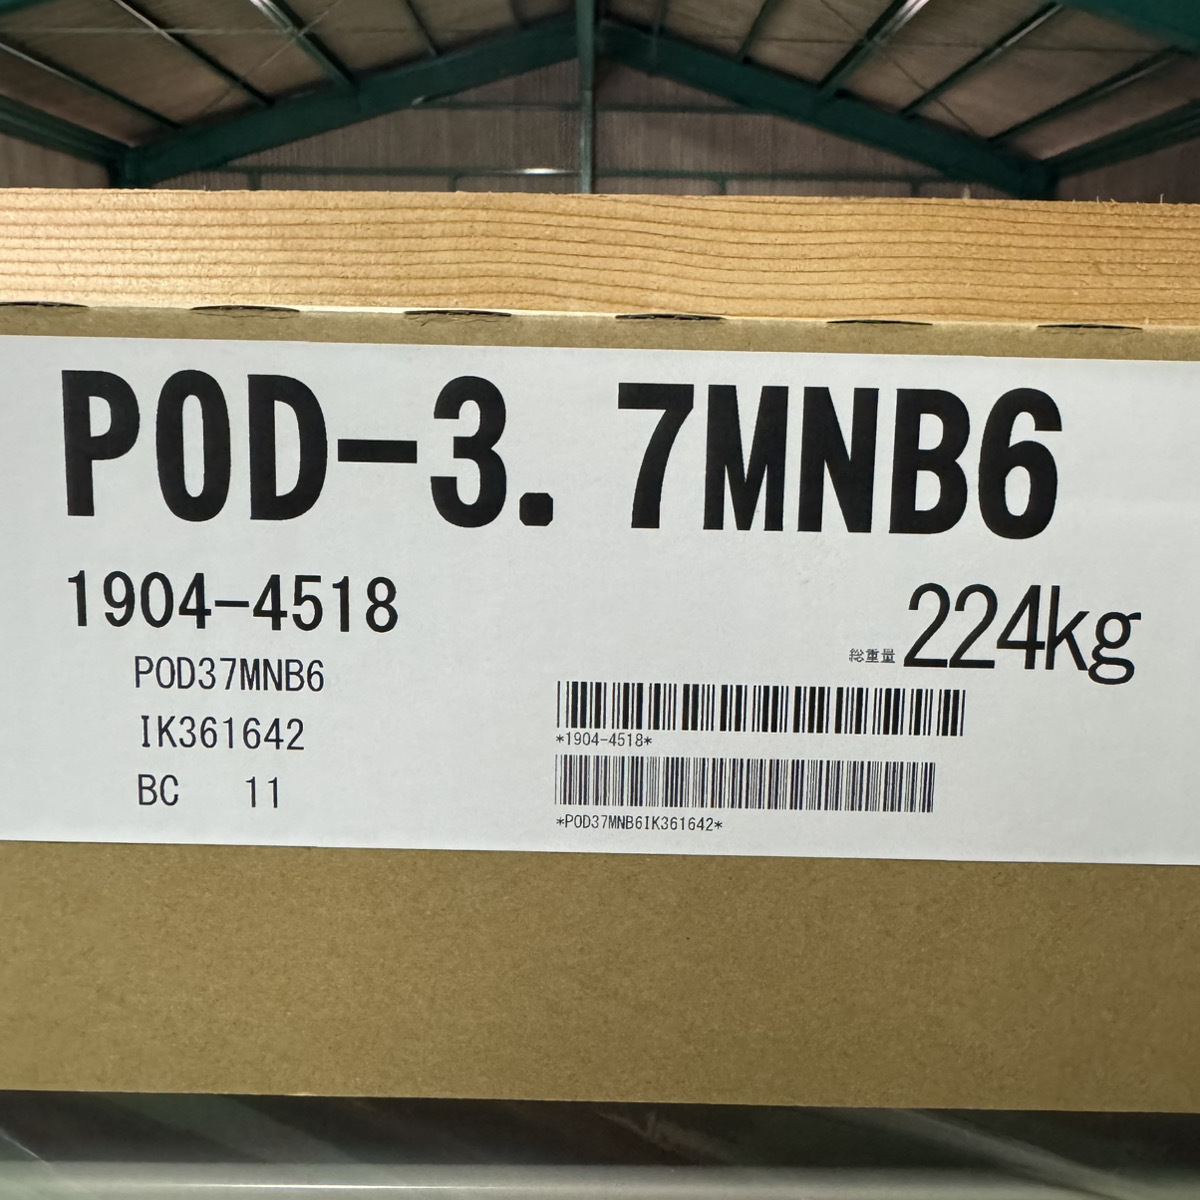 POD-3.7MNB6
1904-4518
総重量 224kg
POD37MNB6
IK361642
BC 11
*1904-4518*
*POD37MNB6IK361642*